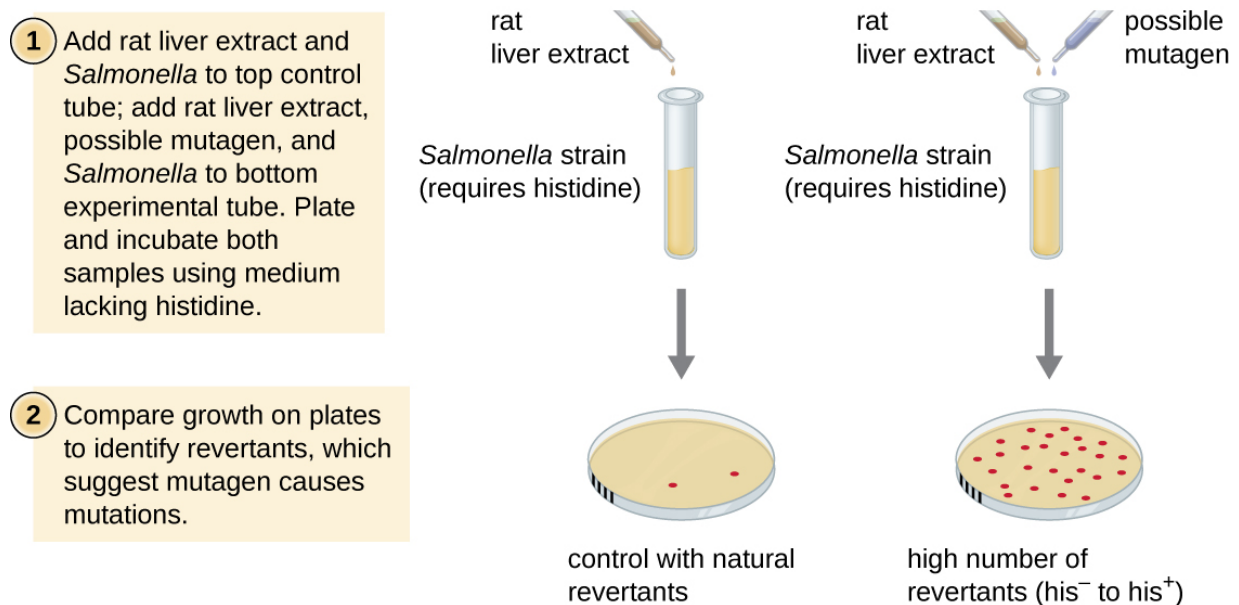 1
Add rat liver extract and
Salmonella to top control
tube; add rat liver extract,
possible mutagen, and
Salmonella to bottom
experimental tube. Plate
and incubate both
samples using medium
lacking histidine.
rat
liver extract
Salmonella strain
(requires histidine)
rat
liver extract
possible
mutagen
Salmonella strain
(requires histidine)
2
Compare growth on plates
to identify revertants, which
suggest mutagen causes
mutations.
control with natural
revertants
high number of
revertants (his⁻ to his⁺)